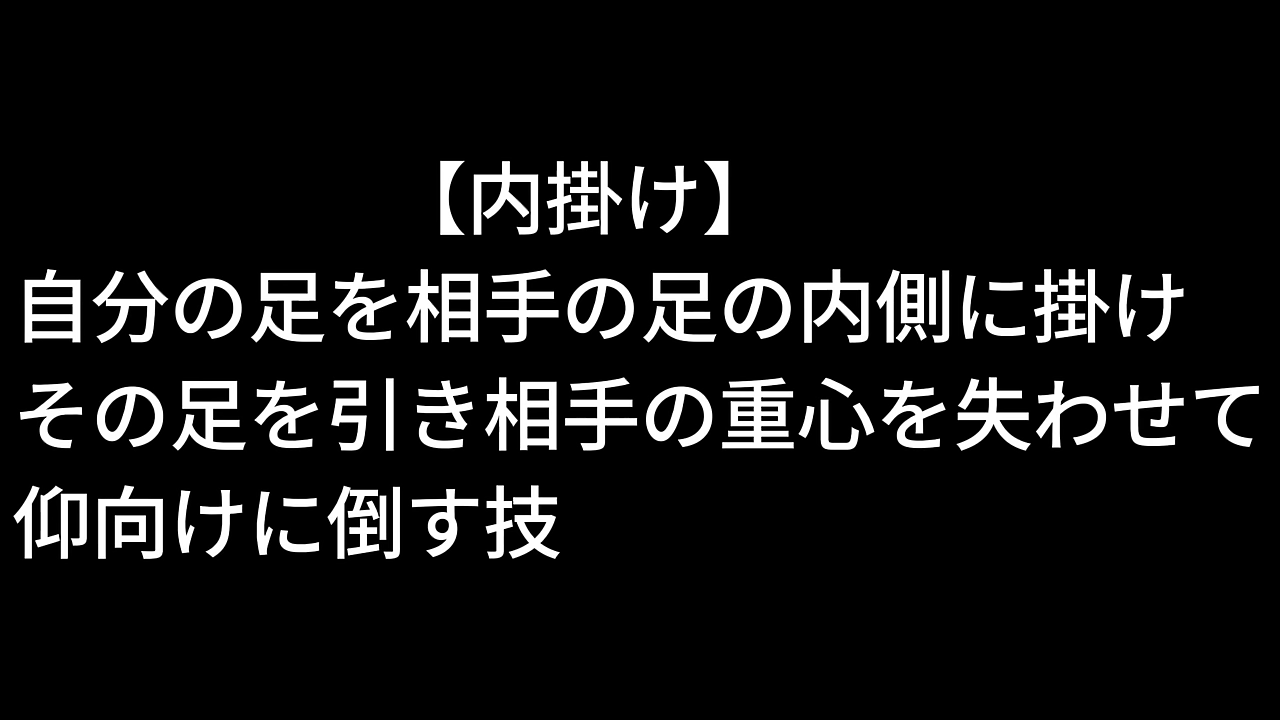 【内掛け】
自分の足を相手の足の内側に掛け
その足を引き相手の重心を失わせて
仰向けに倒す技